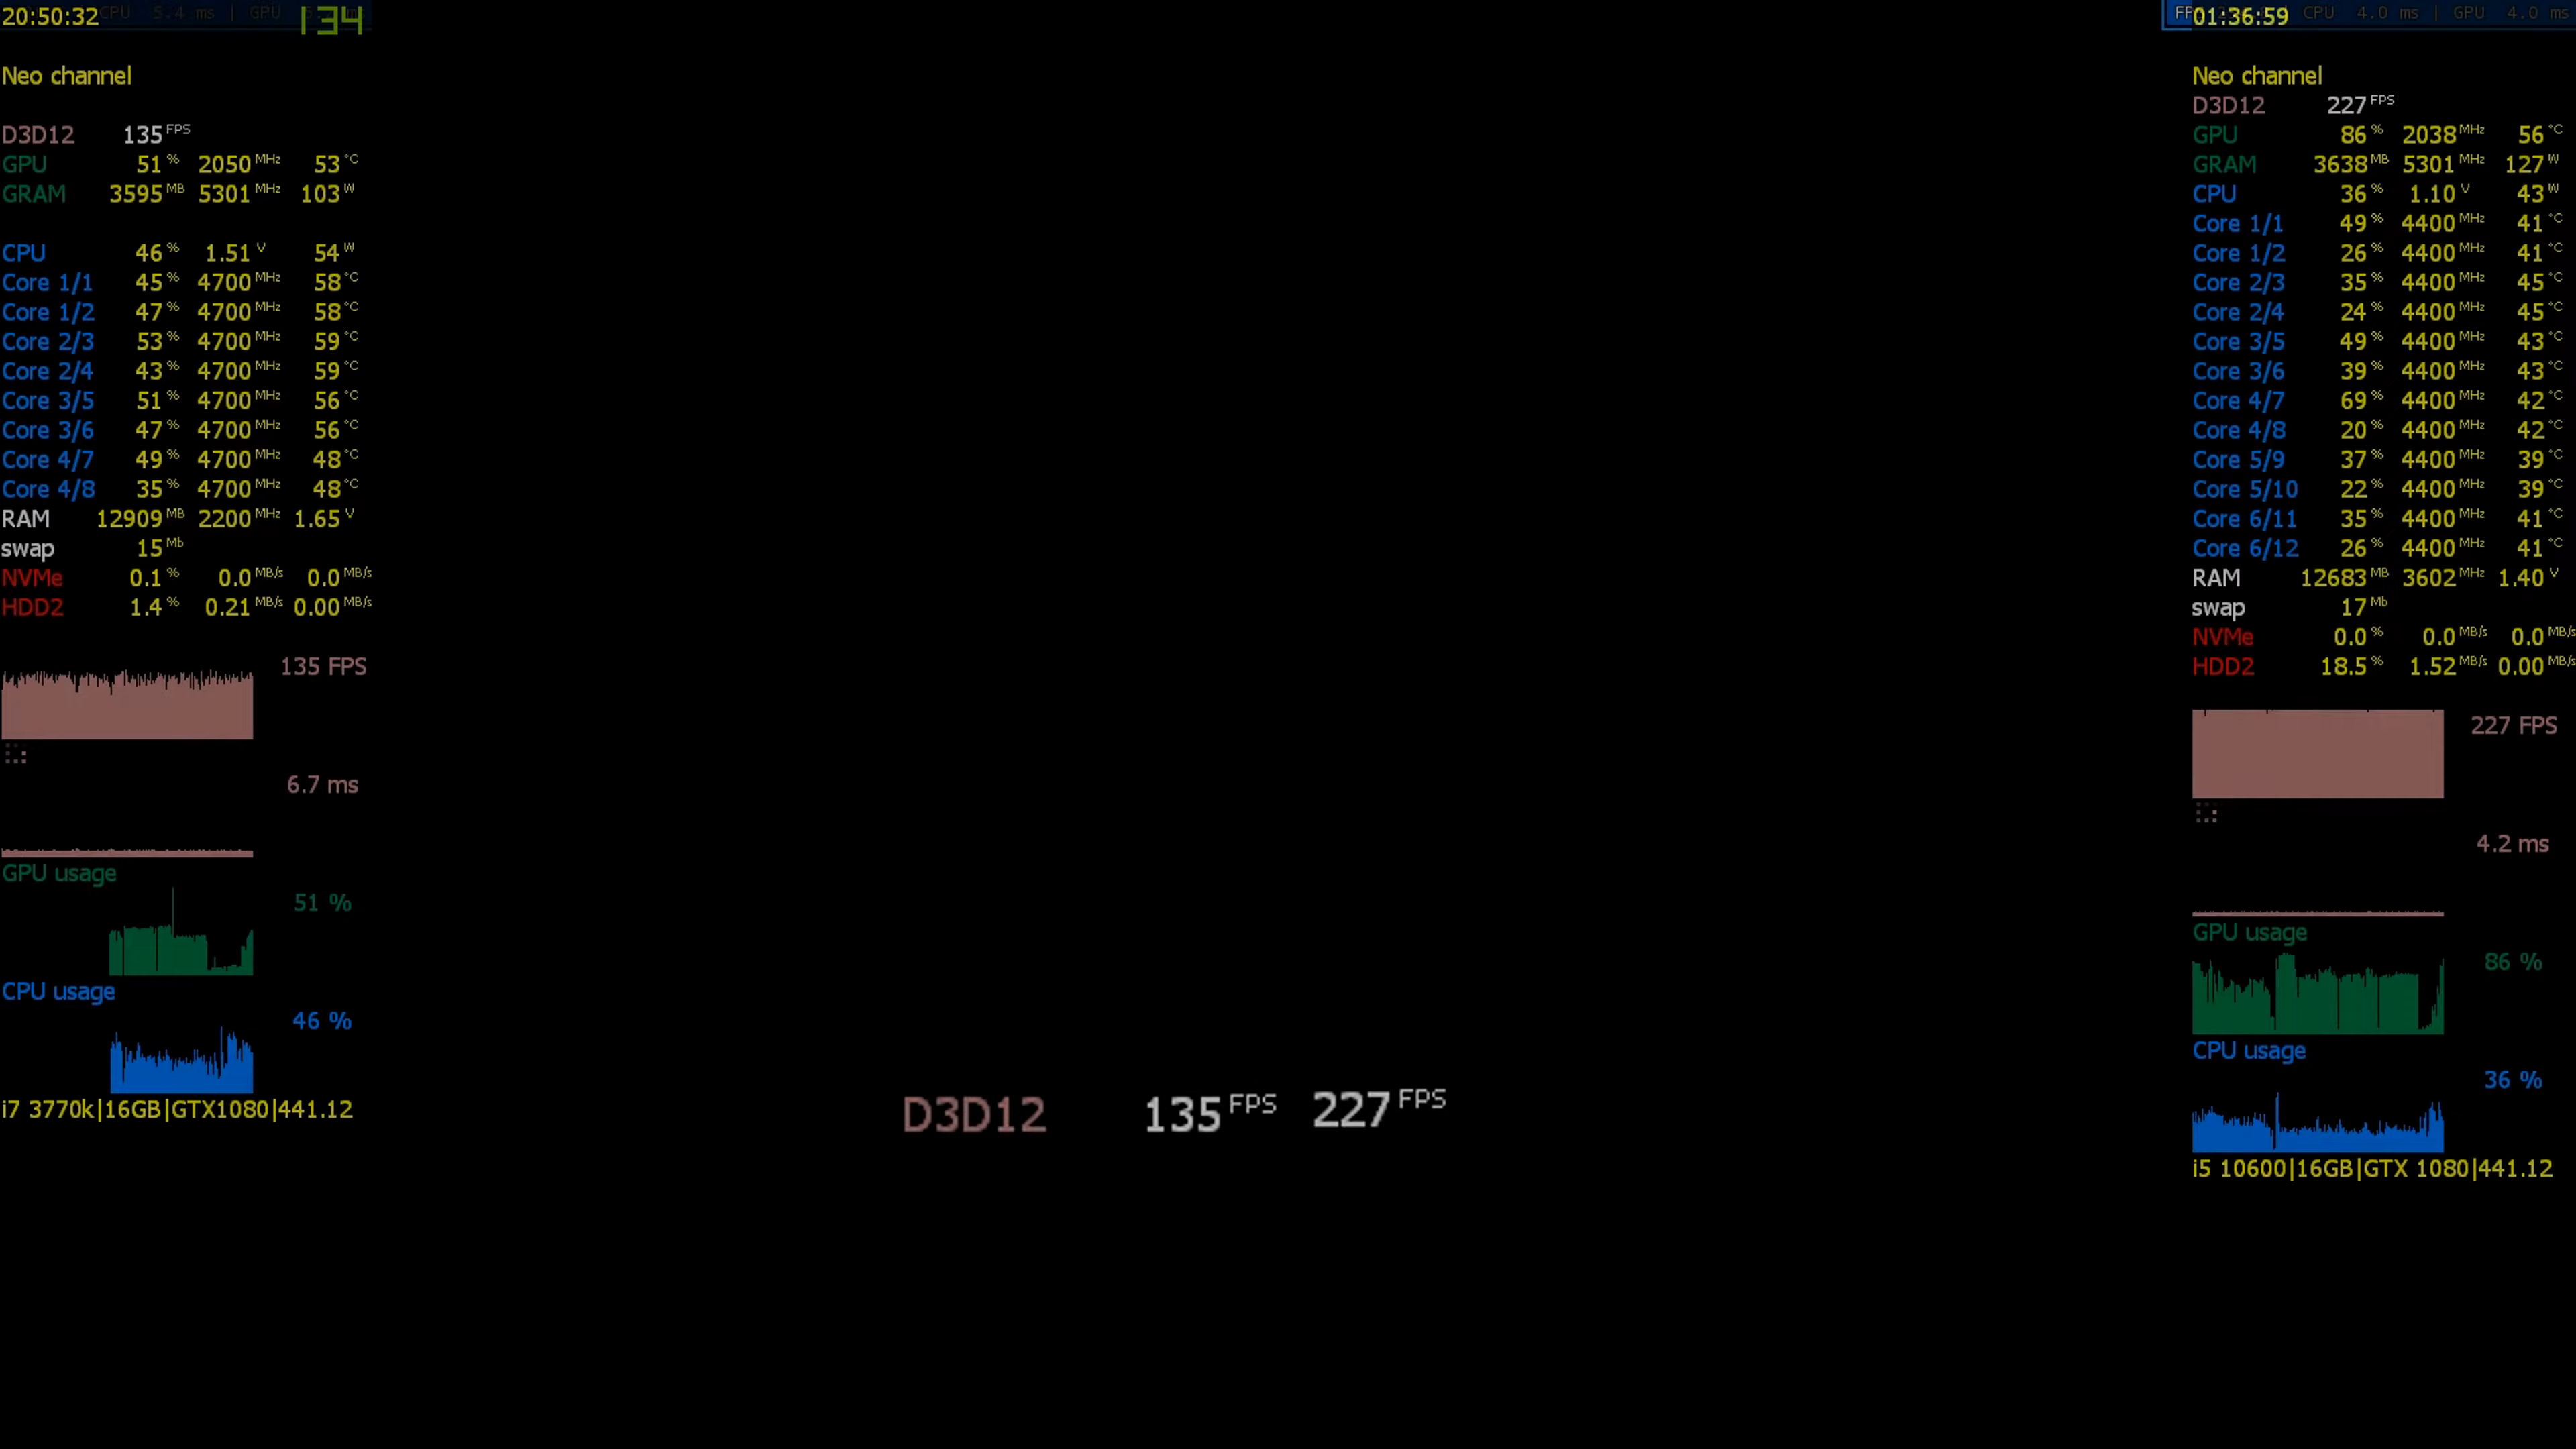 20:50:32 CPU 5.4 ms | GPU
134
Neo channel
D3D12 135 FPS
GPU 51 % 2050 MHz 53 °C
GRAM 3595 MB 5301 MHz 103 W
CPU 46 % 1.51 V 54 W
Core 1/1 45 % 4700 MHz 58 °C
Core 1/2 47 % 4700 MHz 58 °C
Core 2/3 53 % 4700 MHz 59 °C
Core 2/4 43 % 4700 MHz 59 °C
Core 3/5 51 % 4700 MHz 56 °C
Core 3/6 47 % 4700 MHz 56 °C
Core 4/7 49 % 4700 MHz 48 °C
Core 4/8 35 % 4700 MHz 48 °C
RAM 12909 MB 2200 MHz 1.65 V
swap 15 Mb
NVMe 0.1 % 0.0 MB/s 0.0 MB/s
HDD2 1.4 % 0.21 MB/s 0.00 MB/s
135 FPS
6.7 ms
GPU usage
51 %
CPU usage
46 %
i7 3770k|16GB|GTX1080|441.12
D3D12 135 FPS 227 FPS
01:36:59 CPU 4.0 ms | GPU 4.0 ms
Neo channel
D3D12 227 FPS
GPU 86 % 2038 MHz 56 °C
GRAM 3638 MB 5301 MHz 127 W
CPU 36 % 1.10 V 43 W
Core 1/1 49 % 4400 MHz 41 °C
Core 1/2 26 % 4400 MHz 41 °C
Core 2/3 35 % 4400 MHz 45 °C
Core 2/4 24 % 4400 MHz 45 °C
Core 3/5 49 % 4400 MHz 43 °C
Core 3/6 39 % 4400 MHz 43 °C
Core 4/7 69 % 4400 MHz 42 °C
Core 4/8 20 % 4400 MHz 42 °C
Core 5/9 37 % 4400 MHz 39 °C
Core 5/10 22 % 4400 MHz 39 °C
Core 6/11 35 % 4400 MHz 41 °C
Core 6/12 26 % 4400 MHz 41 °C
RAM 12683 MB 3602 MHz 1.40 V
swap 17 Mb
NVMe 0.0 % 0.0 MB/s 0.0 MB/s
HDD2 18.5 % 1.52 MB/s 0.00 MB/s
227 FPS
4.2 ms
GPU usage
86 %
CPU usage
36 %
i5 10600|16GB|GTX 1080|441.12